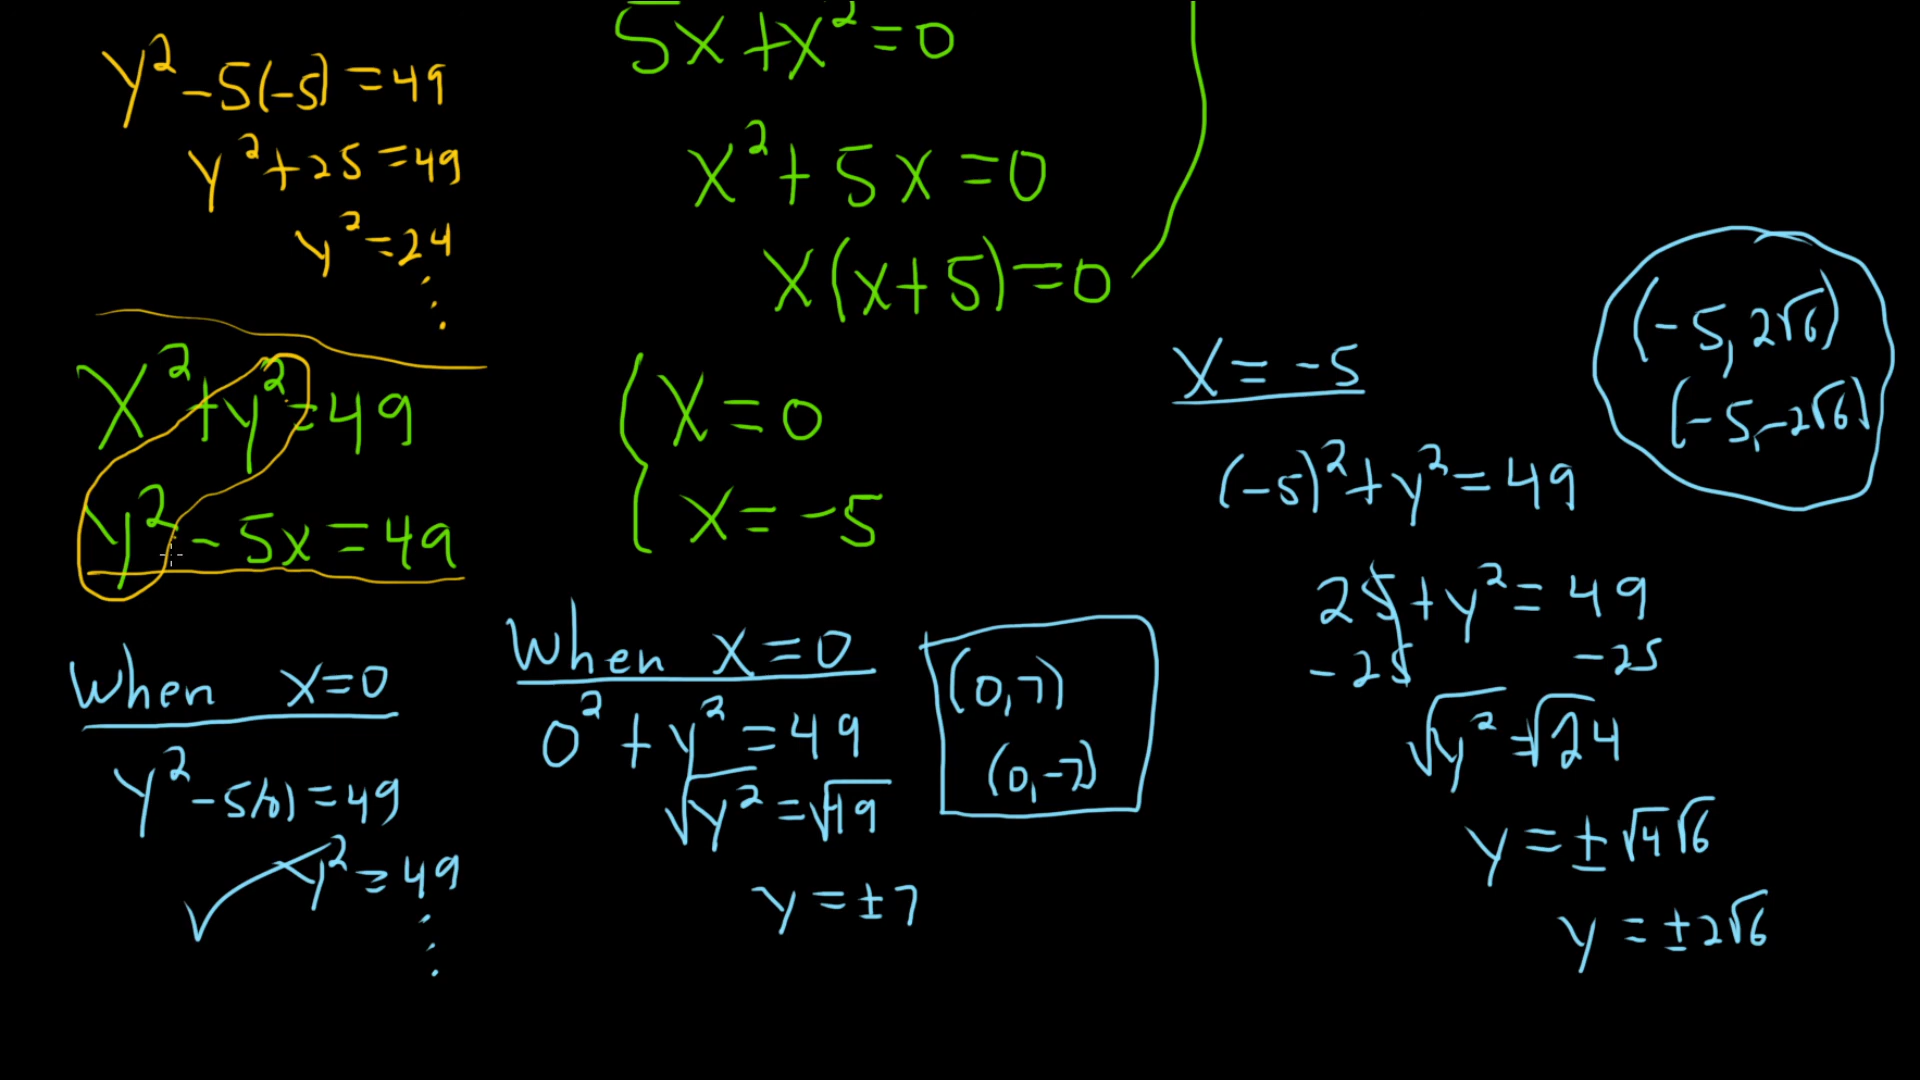 y² - 5(-5) = 49
y² + 25 = 49
y² = 24
⋮
x² + y² = 49
y² - 5x = 49
When x = 0
y² - 5(0) = 49
y² = 49
⋮
5x + x² = 0
x² + 5x = 0
x(x + 5) = 0
{ x = 0
x = -5
When x = 0
0² + y² = 49
√y² = √49
y = ±7
(0, 7)
(0, -7)
x = -5
(-5)² + y² = 49
25 + y² = 49
-25 -25
√y² = √24
y = ±√4√6
y = ±2√6
(-5, 2√6)
(-5, -2√6)